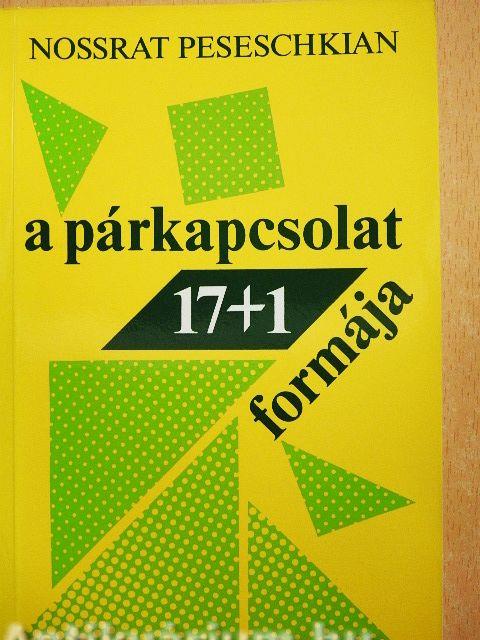 NOSSRAT PESESCHKIAN
a párkapcsolat
17+1
formája